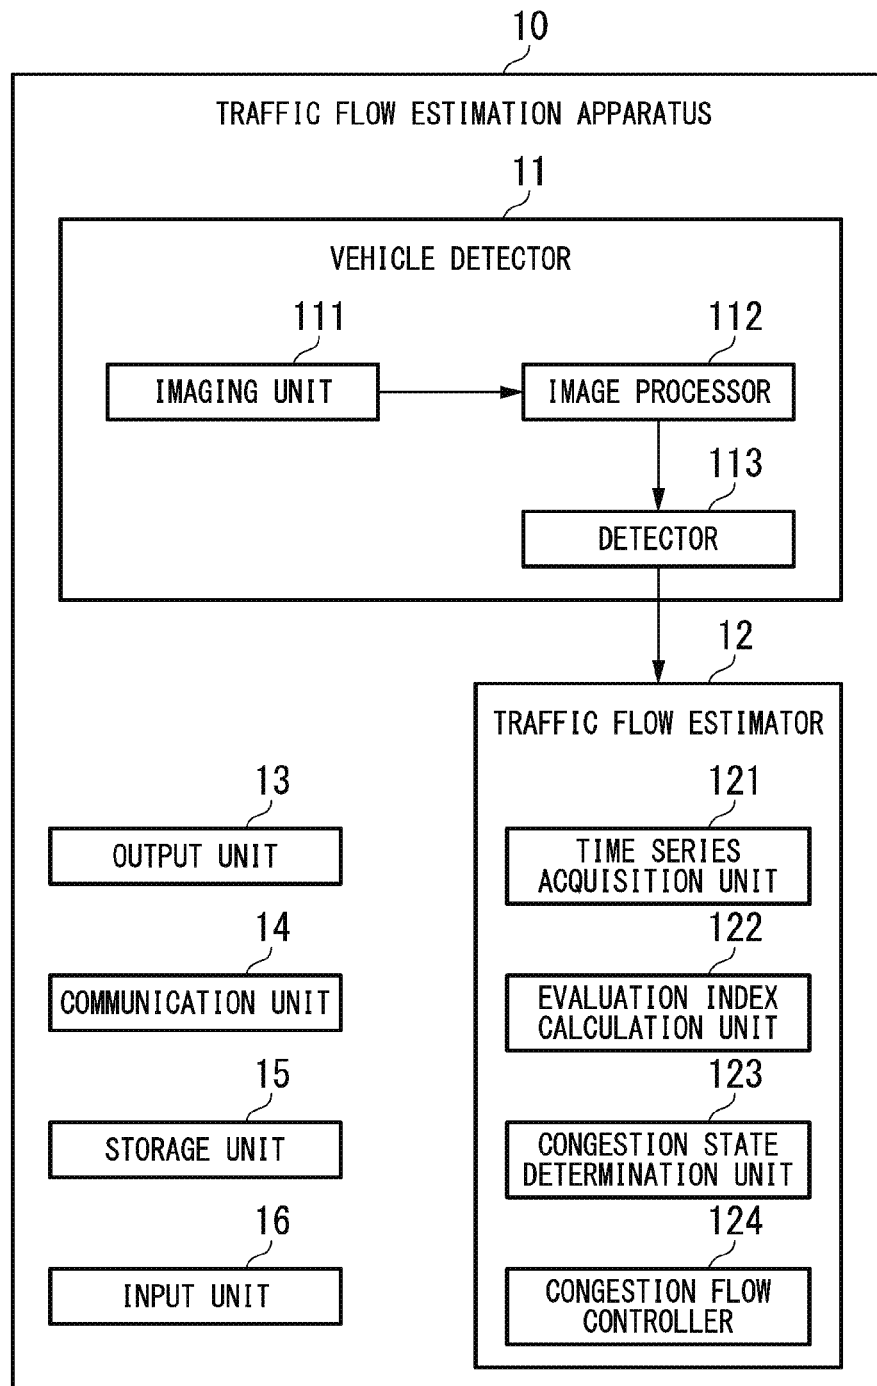 10
TRAFFIC FLOW ESTIMATION APPARATUS
11
VEHICLE DETECTOR
111
IMAGING UNIT
112
IMAGE PROCESSOR
113
DETECTOR
12
TRAFFIC FLOW ESTIMATOR
13
OUTPUT UNIT
14
COMMUNICATION UNIT
15
STORAGE UNIT
16
INPUT UNIT
121
TIME SERIES
ACQUISITION UNIT
122
EVALUATION INDEX
CALCULATION UNIT
123
CONGESTION STATE
DETERMINATION UNIT
124
CONGESTION FLOW
CONTROLLER